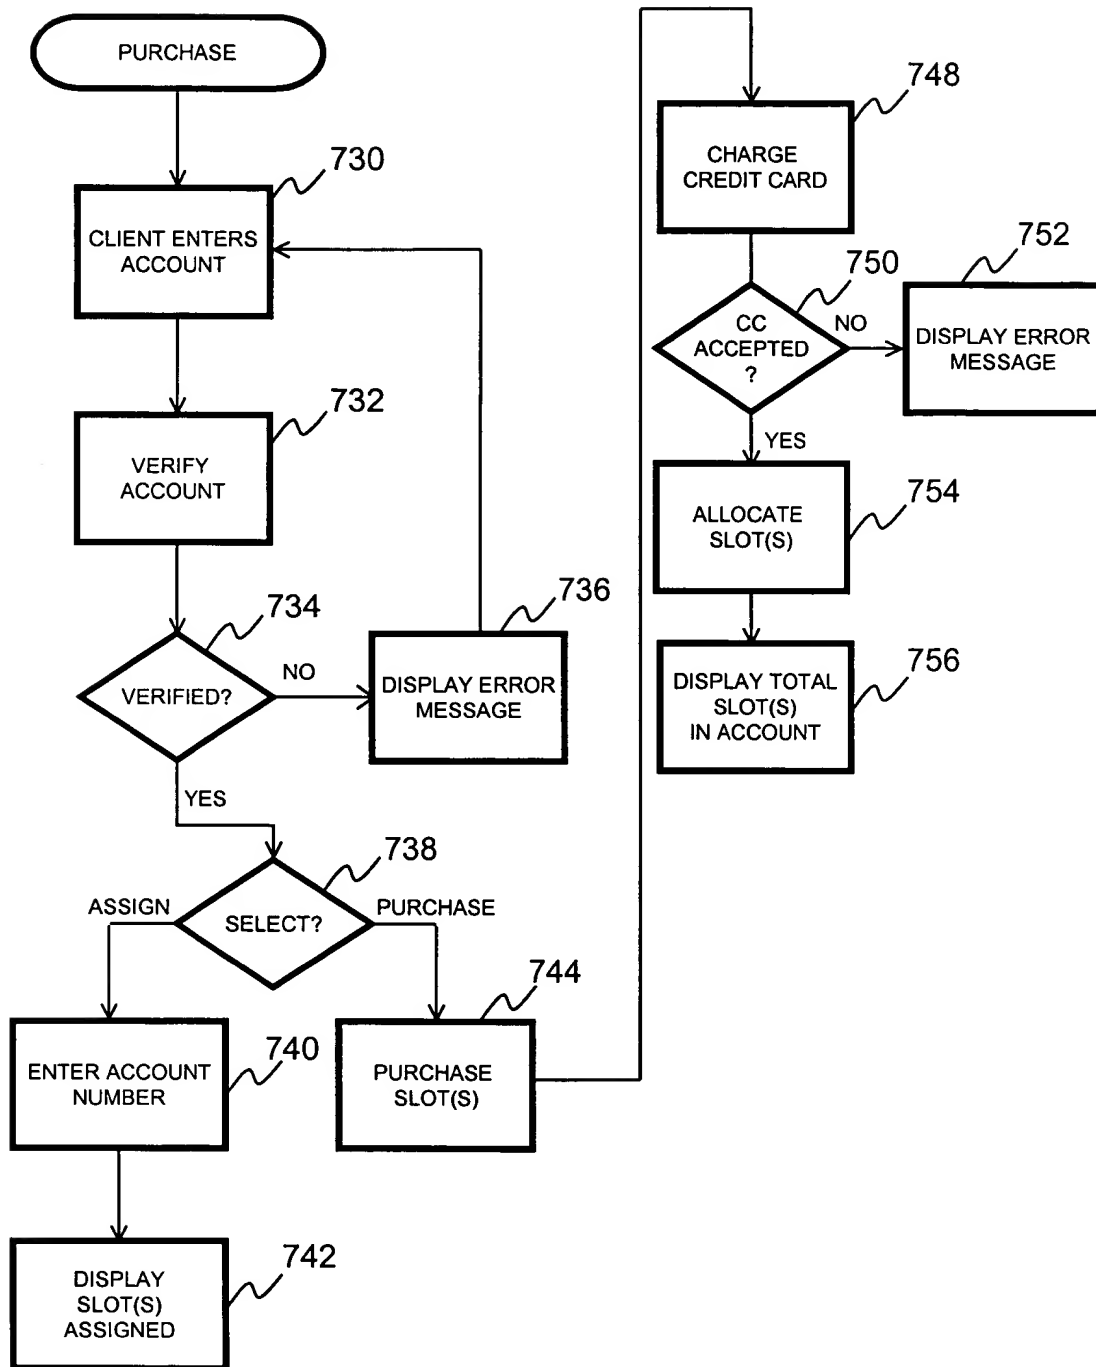 PURCHASE
730
CLIENT ENTERS
ACCOUNT
732
VERIFY
ACCOUNT
734
VERIFIED?
NO
736
DISPLAY ERROR
MESSAGE
YES
738
SELECT?
ASSIGN
PURCHASE
740
ENTER ACCOUNT
NUMBER
742
DISPLAY
SLOT(S)
ASSIGNED
744
PURCHASE
SLOT(S)
748
CHARGE
CREDIT CARD
750
CC
ACCEPTED
?
NO
752
DISPLAY ERROR
MESSAGE
YES
754
ALLOCATE
SLOT(S)
756
DISPLAY TOTAL
SLOT(S)
IN ACCOUNT